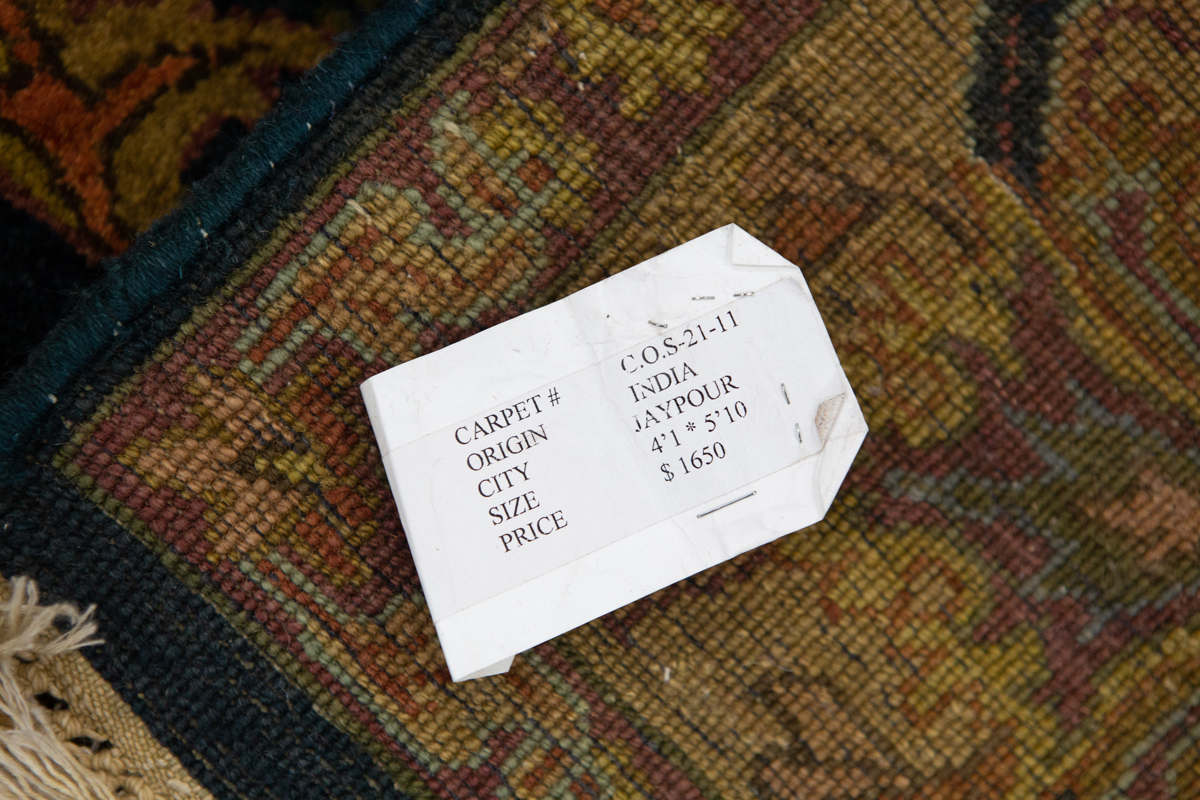 CARPET # C.O.S-21-11
ORIGIN INDIA
CITY JAYPOUR
SIZE 4'1 * 5'10
PRICE $ 1650